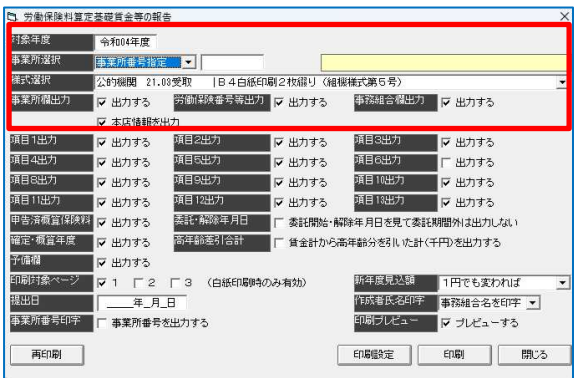 労働保険料算定基礎賃金等の報告
対象年度 令和04年度
事業所選択 事業所番号指定
様式選択 公的機関 21.03受取 |B4白紙印刷2枚綴り（組機様式第5号）
事業所欄出力 出力する 労働保険番号等出力 出力する 事務組合欄出力 出力する
本店情報を出力
項目1出力 出力する 項目2出力 出力する 項目3出力 出力する
項目4出力 出力する 項目5出力 出力する 項目6出力 出力する
項目8出力 出力する 項目9出力 出力する 項目10出力 出力する
項目11出力 出力する 項目12出力 出力する 項目13出力 出力する
申告済概算保険料 出力する 委託・解除年月日 委託開始・解除年月日を見て委託期間外は出力しない
確定・概算年度 出力する 高年齢差引合計 賃金計から高年齢分を引いた計(千円)を出力する
予備欄 出力する
印刷対象ページ 1 2 3 (白紙印刷時のみ有効) 新年度見込額 1円でも変われば
提出日 ＿＿年_月_日 作成者氏名印字 事務組合名を印字
事業所番号印字 事業所番号を出力する 印刷プレビュー プレビューする
再印刷 印刷設定 印刷 閉じる